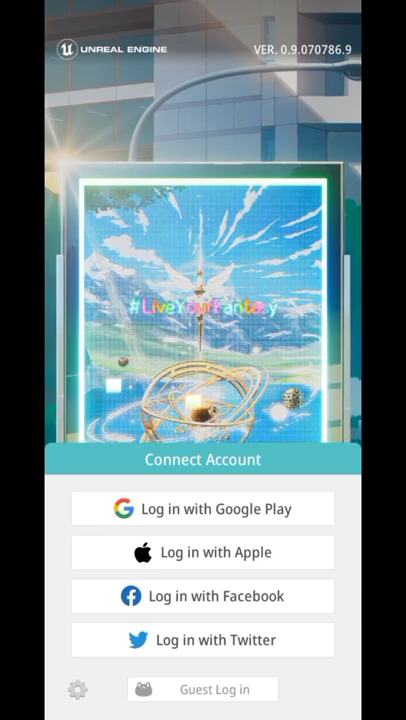 UNREAL ENGINE
VER. 0.9.070786.9
#LiveYourFantasy
Connect Account
Log in with Google Play
Log in with Apple
Log in with Facebook
Log in with Twitter
Guest Log in